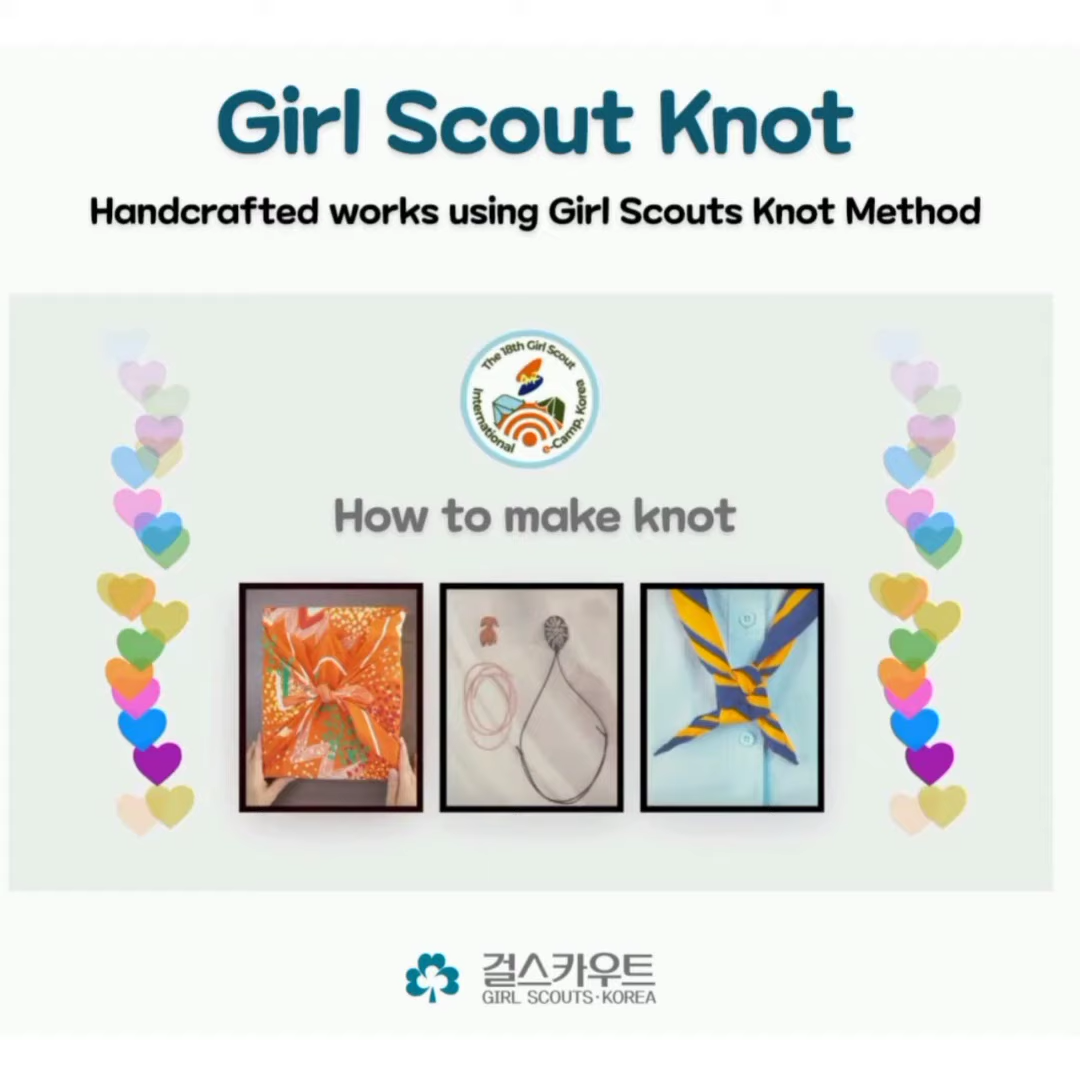 Girl Scout Knot
Handcrafted works using Girl Scouts Knot Method
The 18th Girl Scout
International
e-Camp, Korea
How to make knot
걸스카우트
GIRL SCOUTS·KOREA